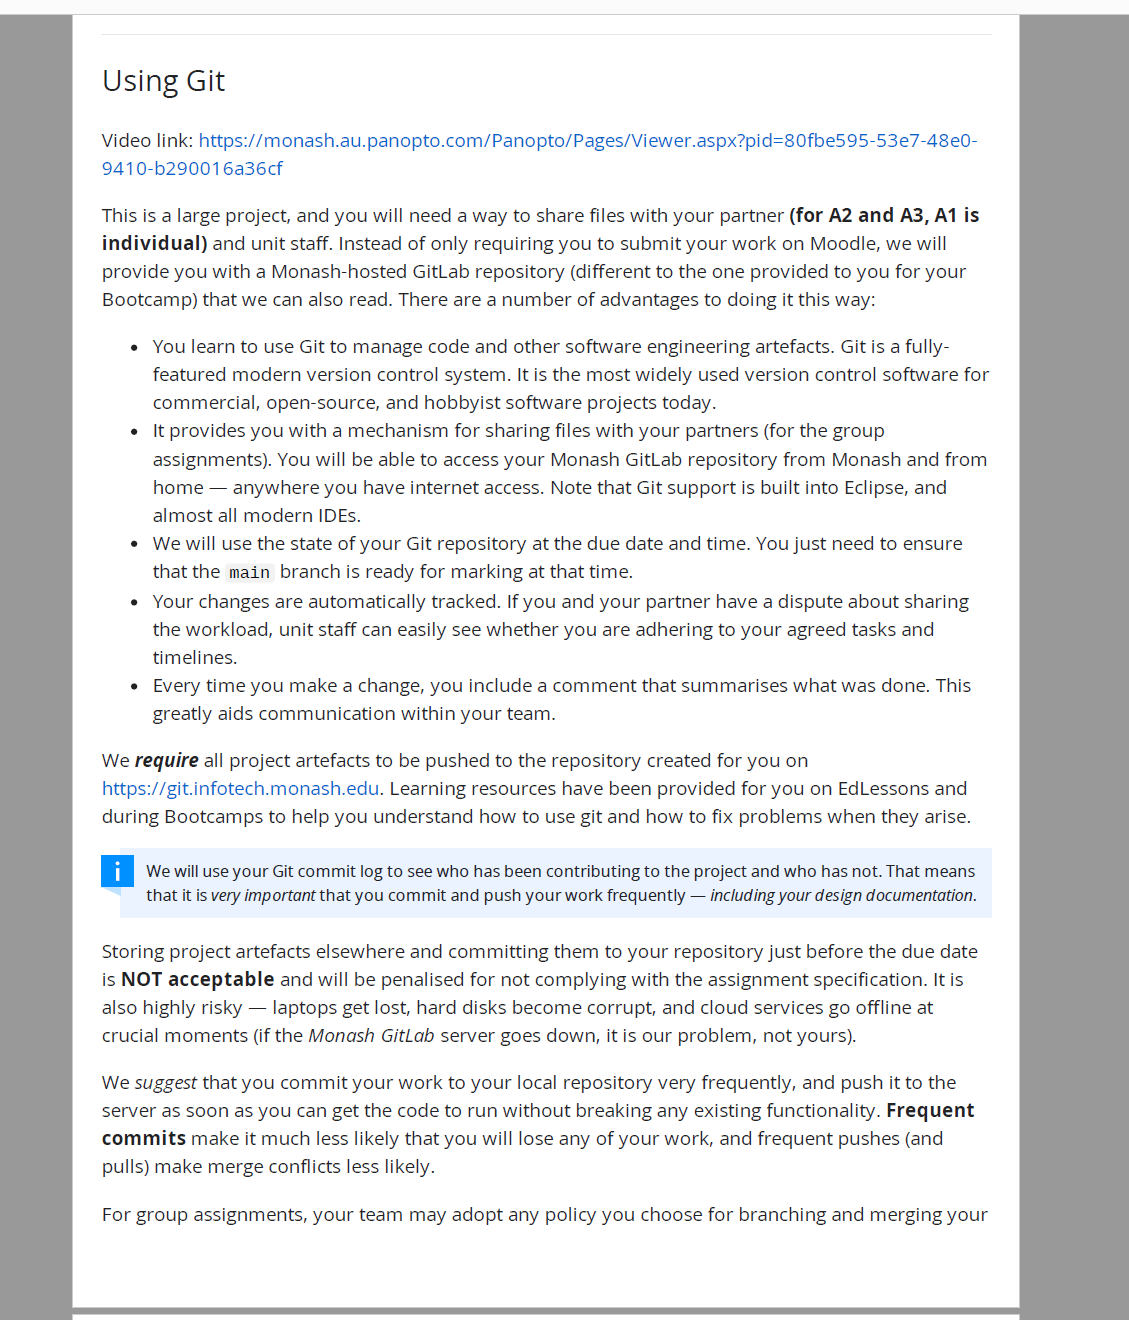 Using Git
Video link: https://monash.au.panopto.com/Panopto/Pages/Viewer.aspx?pid=80fbe595-53e7-48e0-
9410-b290016a36cf
This is a large project, and you will need a way to share files with your partner (for A2 and A3, A1 is
individual) and unit staff. Instead of only requiring you to submit your work on Moodle, we will
provide you with a Monash-hosted GitLab repository (different to the one provided to you for your
Bootcamp) that we can also read. There are a number of advantages to doing it this way:
• You learn to use Git to manage code and other software engineering artefacts. Git is a fully-
featured modern version control system. It is the most widely used version control software for
commercial, open-source, and hobbyist software projects today.
• It provides you with a mechanism for sharing files with your partners (for the group
assignments). You will be able to access your Monash GitLab repository from Monash and from
home — anywhere you have internet access. Note that Git support is built into Eclipse, and
almost all modern IDEs.
• We will use the state of your Git repository at the due date and time. You just need to ensure
that the main branch is ready for marking at that time.
• Your changes are automatically tracked. If you and your partner have a dispute about sharing
the workload, unit staff can easily see whether you are adhering to your agreed tasks and
timelines.
• Every time you make a change, you include a comment that summarises what was done. This
greatly aids communication within your team.
We require all project artefacts to be pushed to the repository created for you on
https://git.infotech.monash.edu. Learning resources have been provided for you on EdLessons and
during Bootcamps to help you understand how to use git and how to fix problems when they arise.
i We will use your Git commit log to see who has been contributing to the project and who has not. That means
that it is very important that you commit and push your work frequently — including your design documentation.
Storing project artefacts elsewhere and committing them to your repository just before the due date
is NOT acceptable and will be penalised for not complying with the assignment specification. It is
also highly risky — laptops get lost, hard disks become corrupt, and cloud services go offline at
crucial moments (if the Monash GitLab server goes down, it is our problem, not yours).
We suggest that you commit your work to your local repository very frequently, and push it to the
server as soon as you can get the code to run without breaking any existing functionality. Frequent
commits make it much less likely that you will lose any of your work, and frequent pushes (and
pulls) make merge conflicts less likely.
For group assignments, your team may adopt any policy you choose for branching and merging your